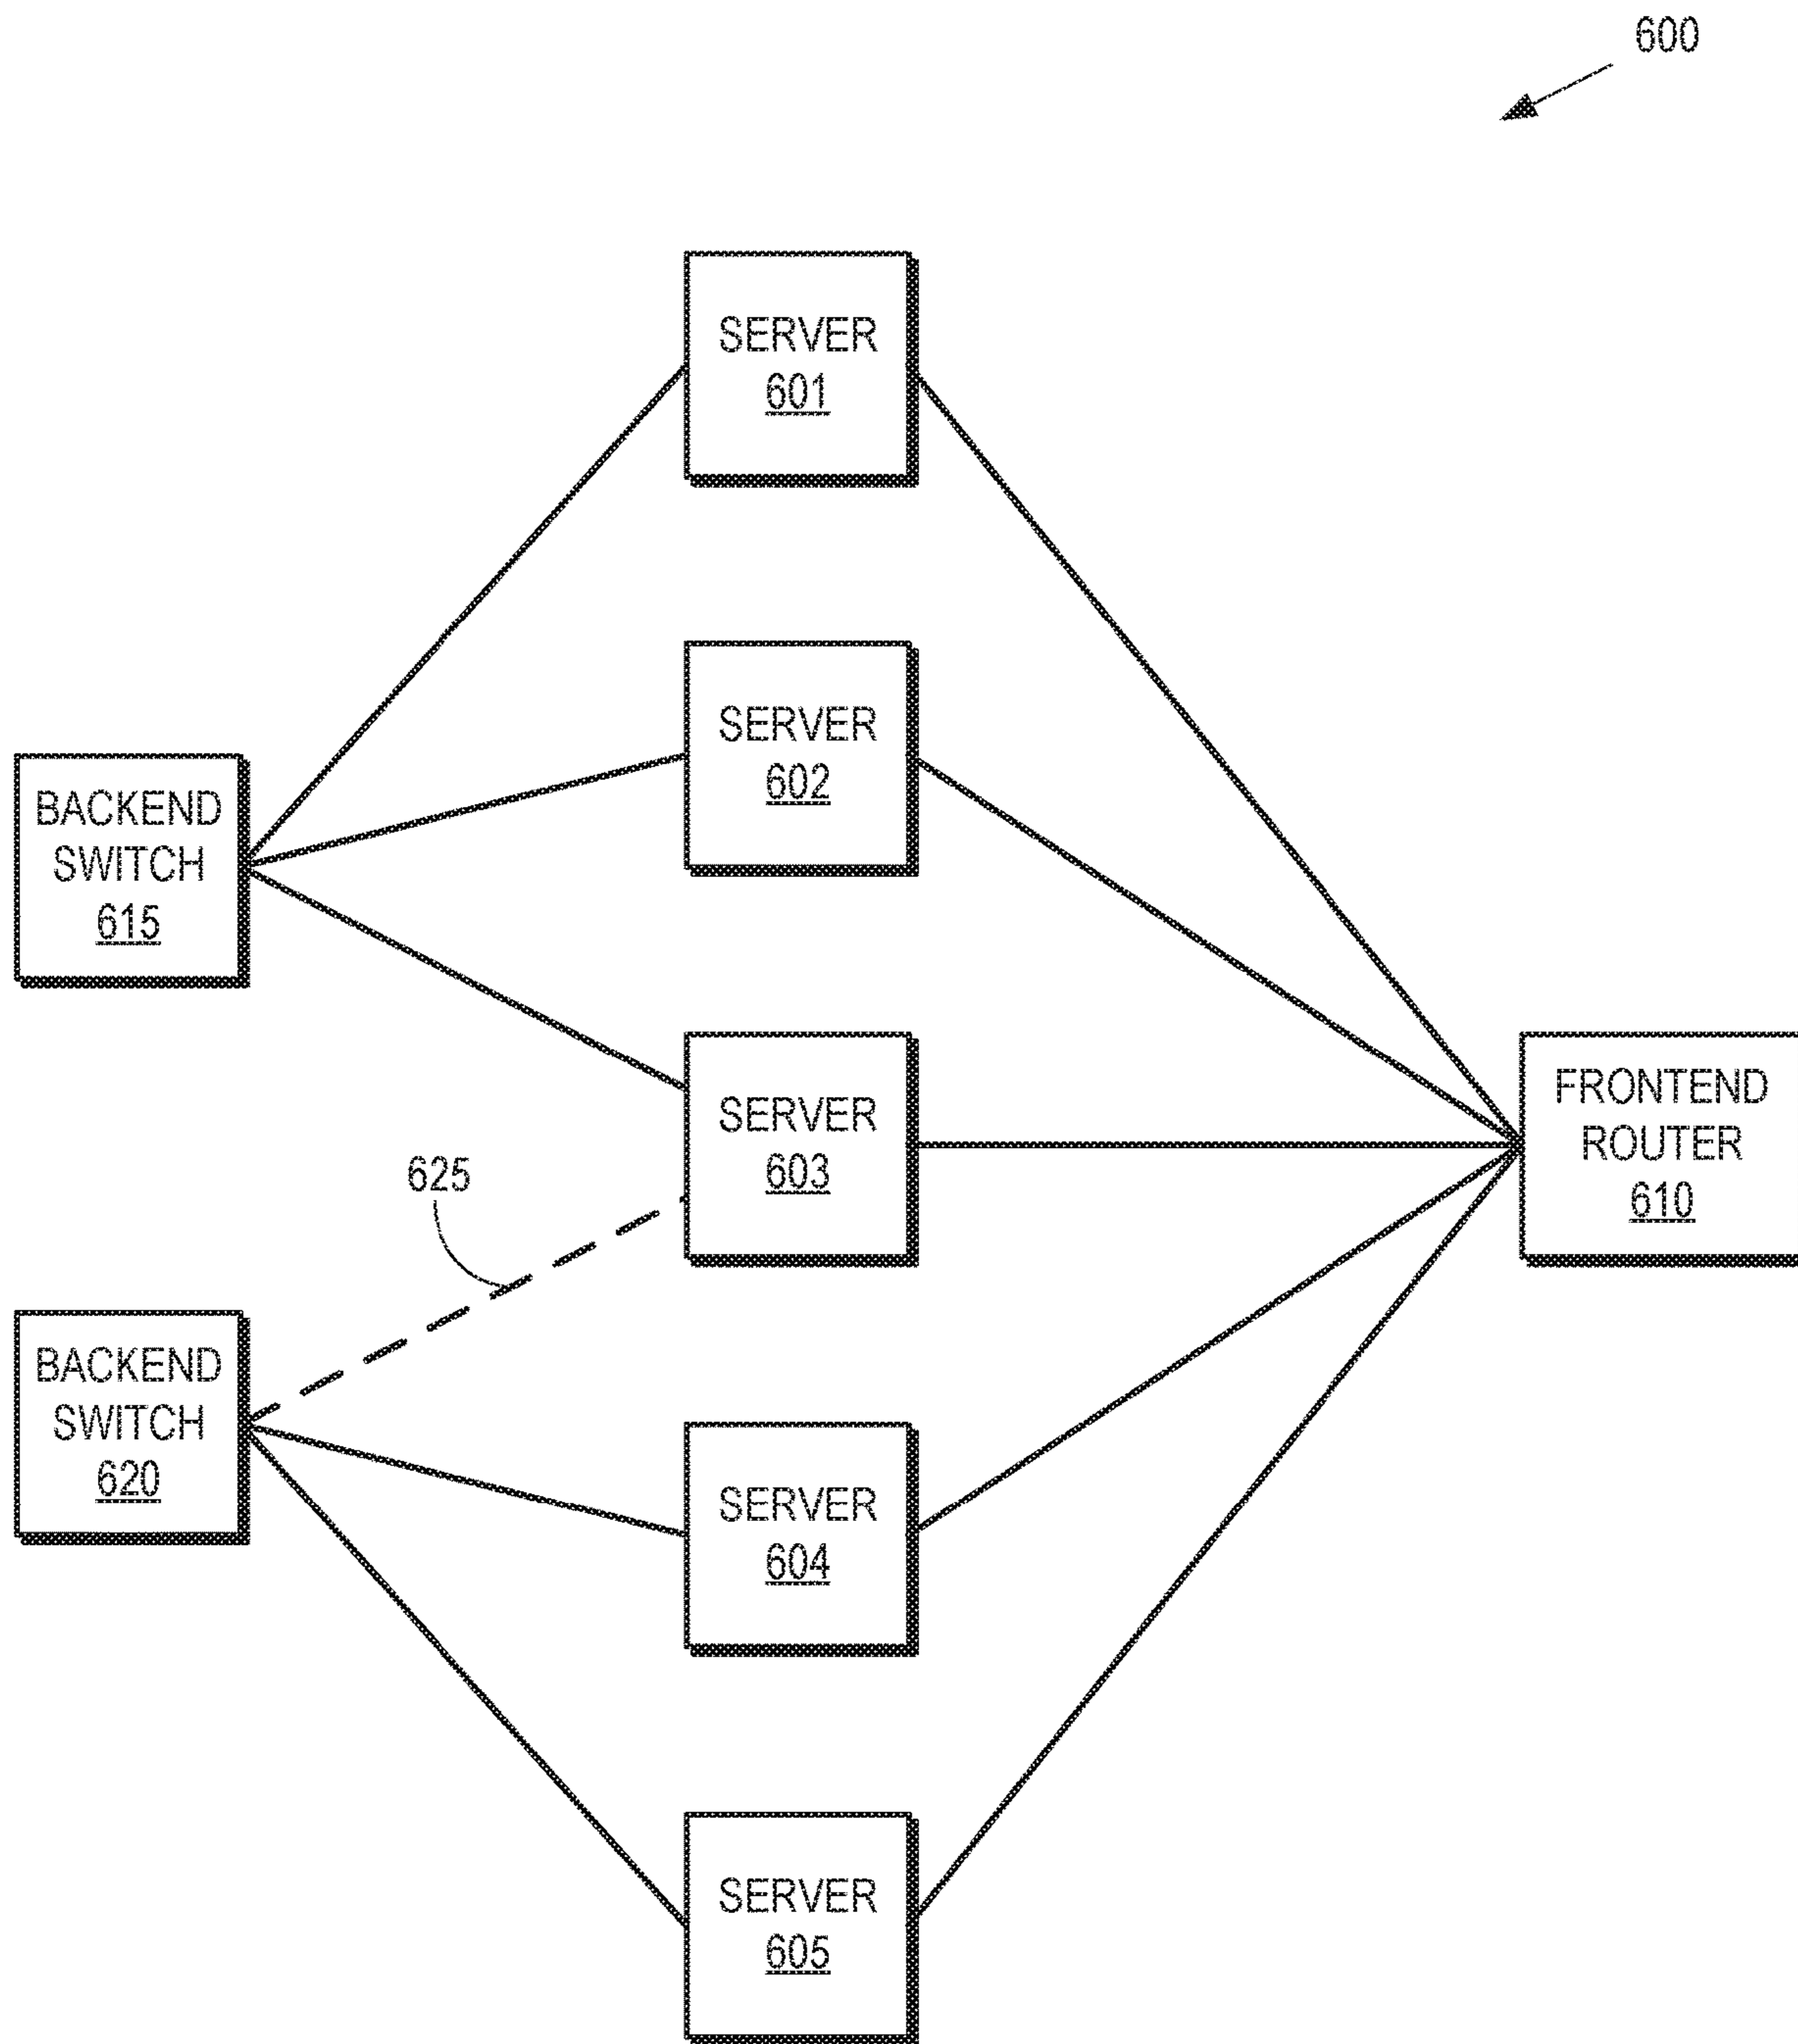 600
SERVER
601
SERVER
602
BACKEND
SWITCH
615
SERVER
603
FRONTEND
ROUTER
610
625
BACKEND
SWITCH
620
SERVER
604
SERVER
605